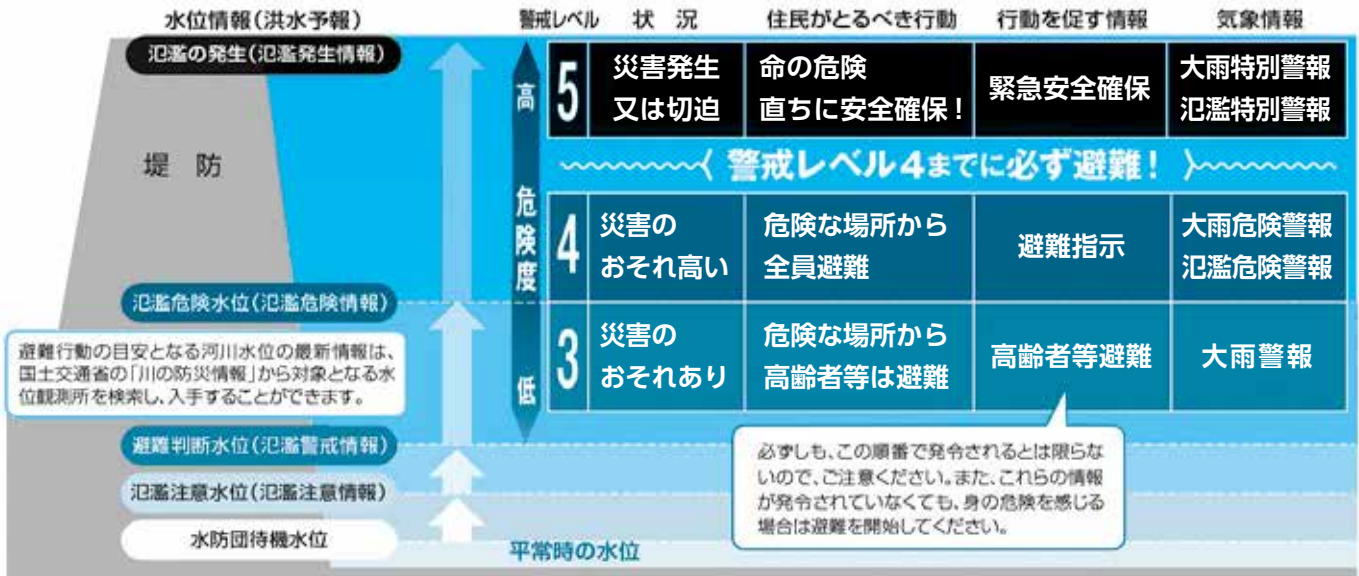 水位情報(洪水予報)
警戒レベル
状 況
住民がとるべき行動
行動を促す情報
気象情報
氾濫の発生(氾濫発生情報)
堤 防
氾濫危険水位(氾濫危険情報)
避難行動の目安となる河川水位の最新情報は、
国土交通省の「川の防災情報」から対象となる水
位観測所を検索し、入手することができます。
避難判断水位(氾濫警戒情報)
氾濫注意水位(氾濫注意情報)
水防団待機水位
平常時の水位
高
危険度
低
5
災害発生
又は切迫
命の危険
直ちに安全確保!
緊急安全確保
大雨特別警報
氾濫特別警報
警戒レベル4までに必ず避難!
4
災害の
おそれ高い
危険な場所から
全員避難
避難指示
大雨危険警報
氾濫危険警報
3
災害の
おそれあり
危険な場所から
高齢者等は避難
高齢者等避難
大雨警報
必ずしも、この順番で発令されるとは限らな
いので、ご注意ください。また、これらの情報
が発令されていなくても、身の危険を感じる
場合は避難を開始してください。